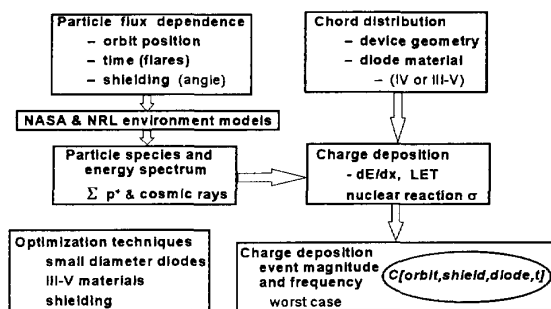 Particle flux dependence
– orbit position
– time (flares)
– shielding (angle)
NASA & NRL environment models
Particle species and
energy spectrum
Σ p⁺ & cosmic rays
Chord distribution
– device geometry
– diode material
– (IV or III-V)
Charge deposition
- dE/dx, LET
nuclear reaction σ
Optimization techniques
small diameter diodes
III-V materials
shielding
Charge deposition
event magnitude
and frequency
worst case
C[orbit,shield,diode,t]